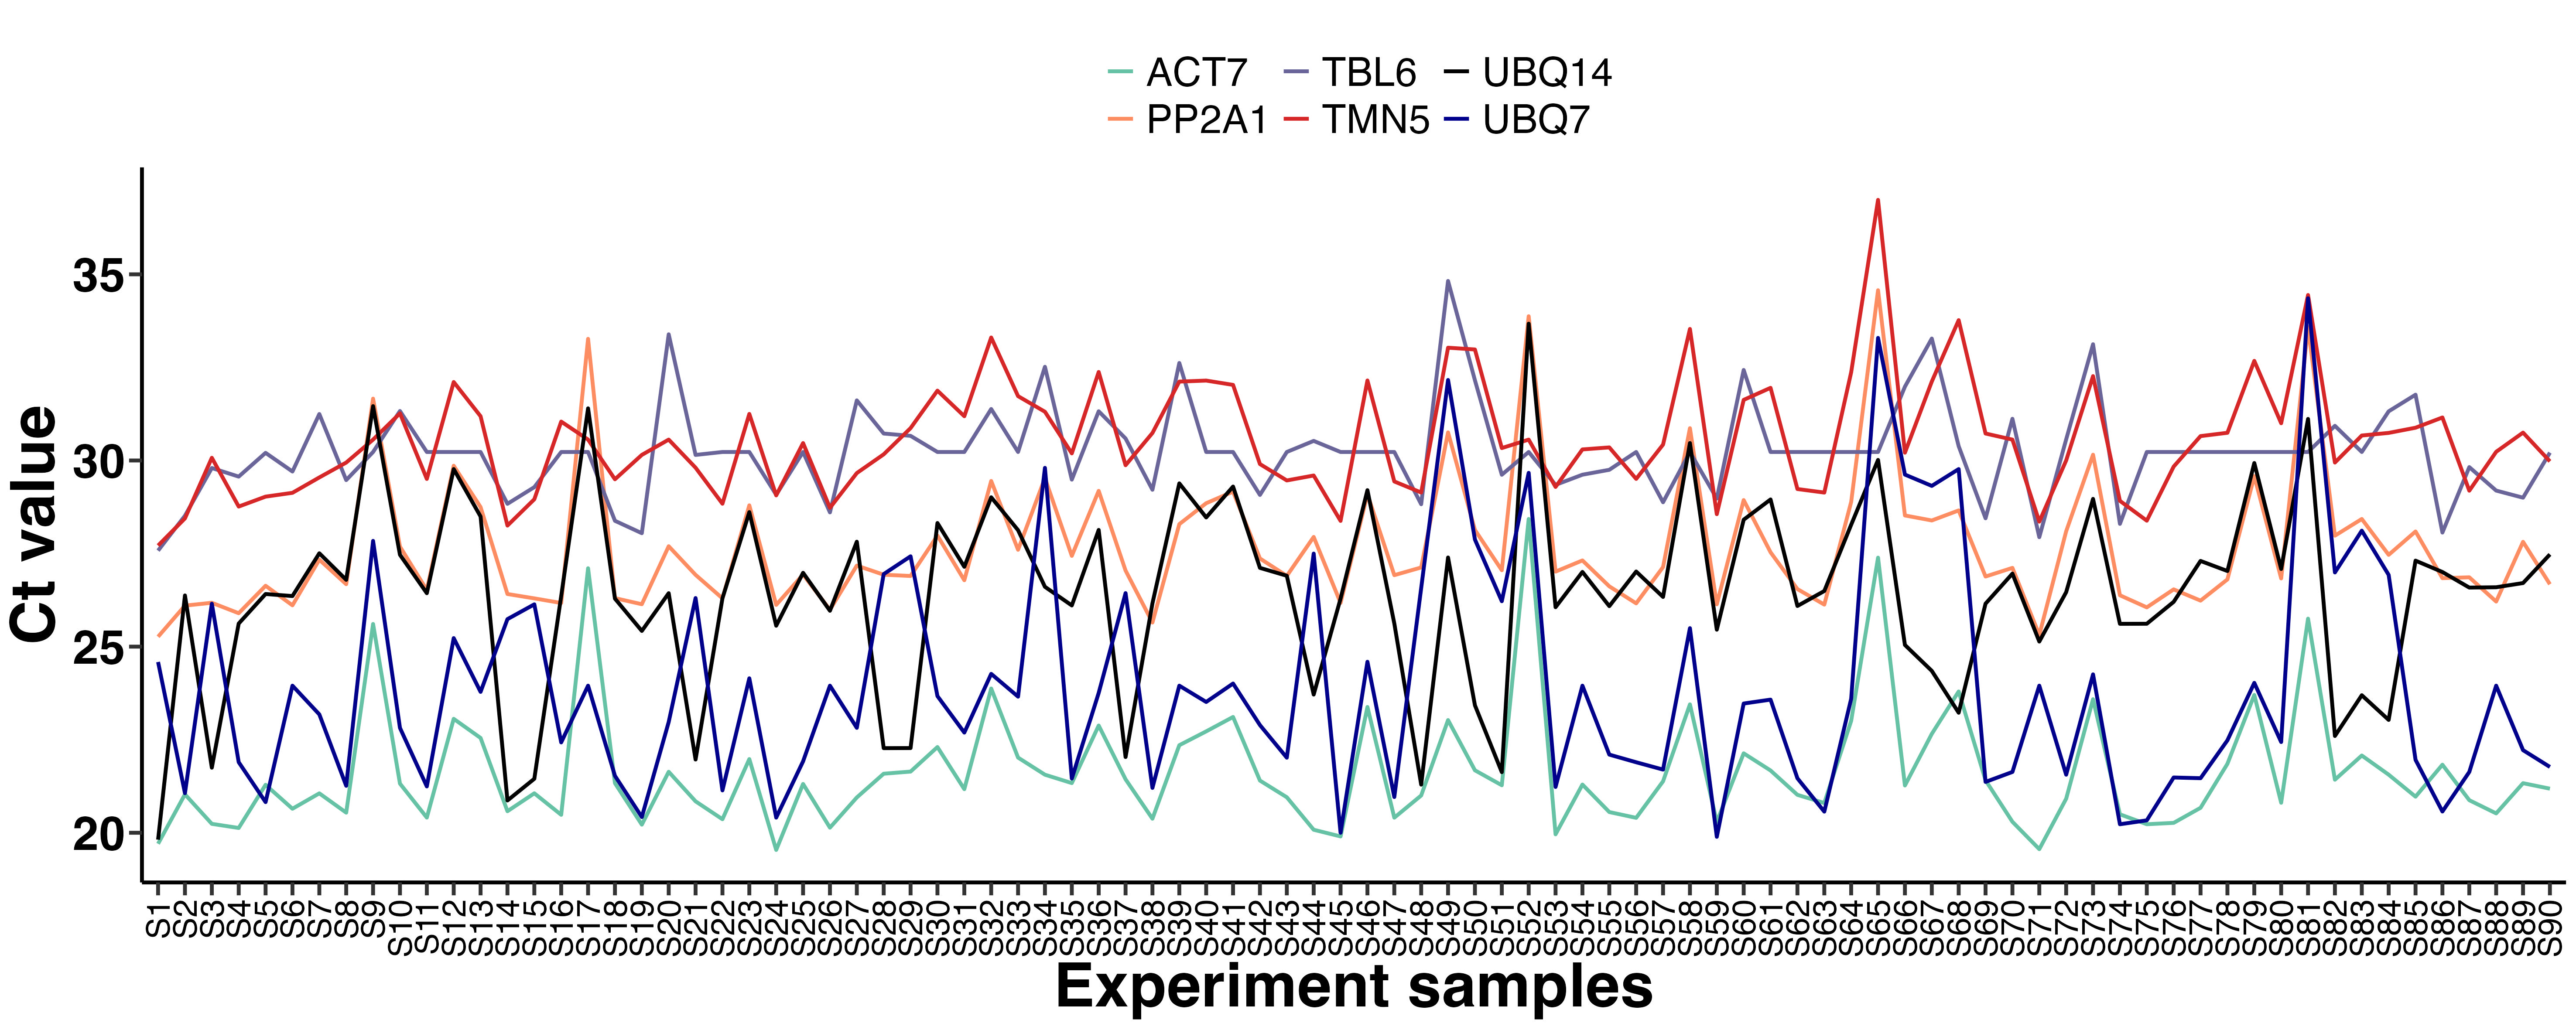 ACT7 TBL6 UBQ14
PP2A1 TMN5 UBQ7
Ct value
35
30
25
20
S1 S2 S3 S4 S5 S6 S7 S8 S9 S10 S11 S12 S13 S14 S15 S16 S17 S18 S19 S20 S21 S22 S23 S24 S25 S26 S27 S28 S29 S30 S31 S32 S33 S34 S35 S36 S37 S38 S39 S40 S41 S42 S43 S44 S45 S46 S47 S48 S49 S50 S51 S52 S53 S54 S55 S56 S57 S58 S59 S60 S61 S62 S63 S64 S65 S66 S67 S68 S69 S70 S71 S72 S73 S74 S75 S76 S77 S78 S79 S80 S81 S82 S83 S84 S85 S86 S87 S88 S89 S90
Experiment samples